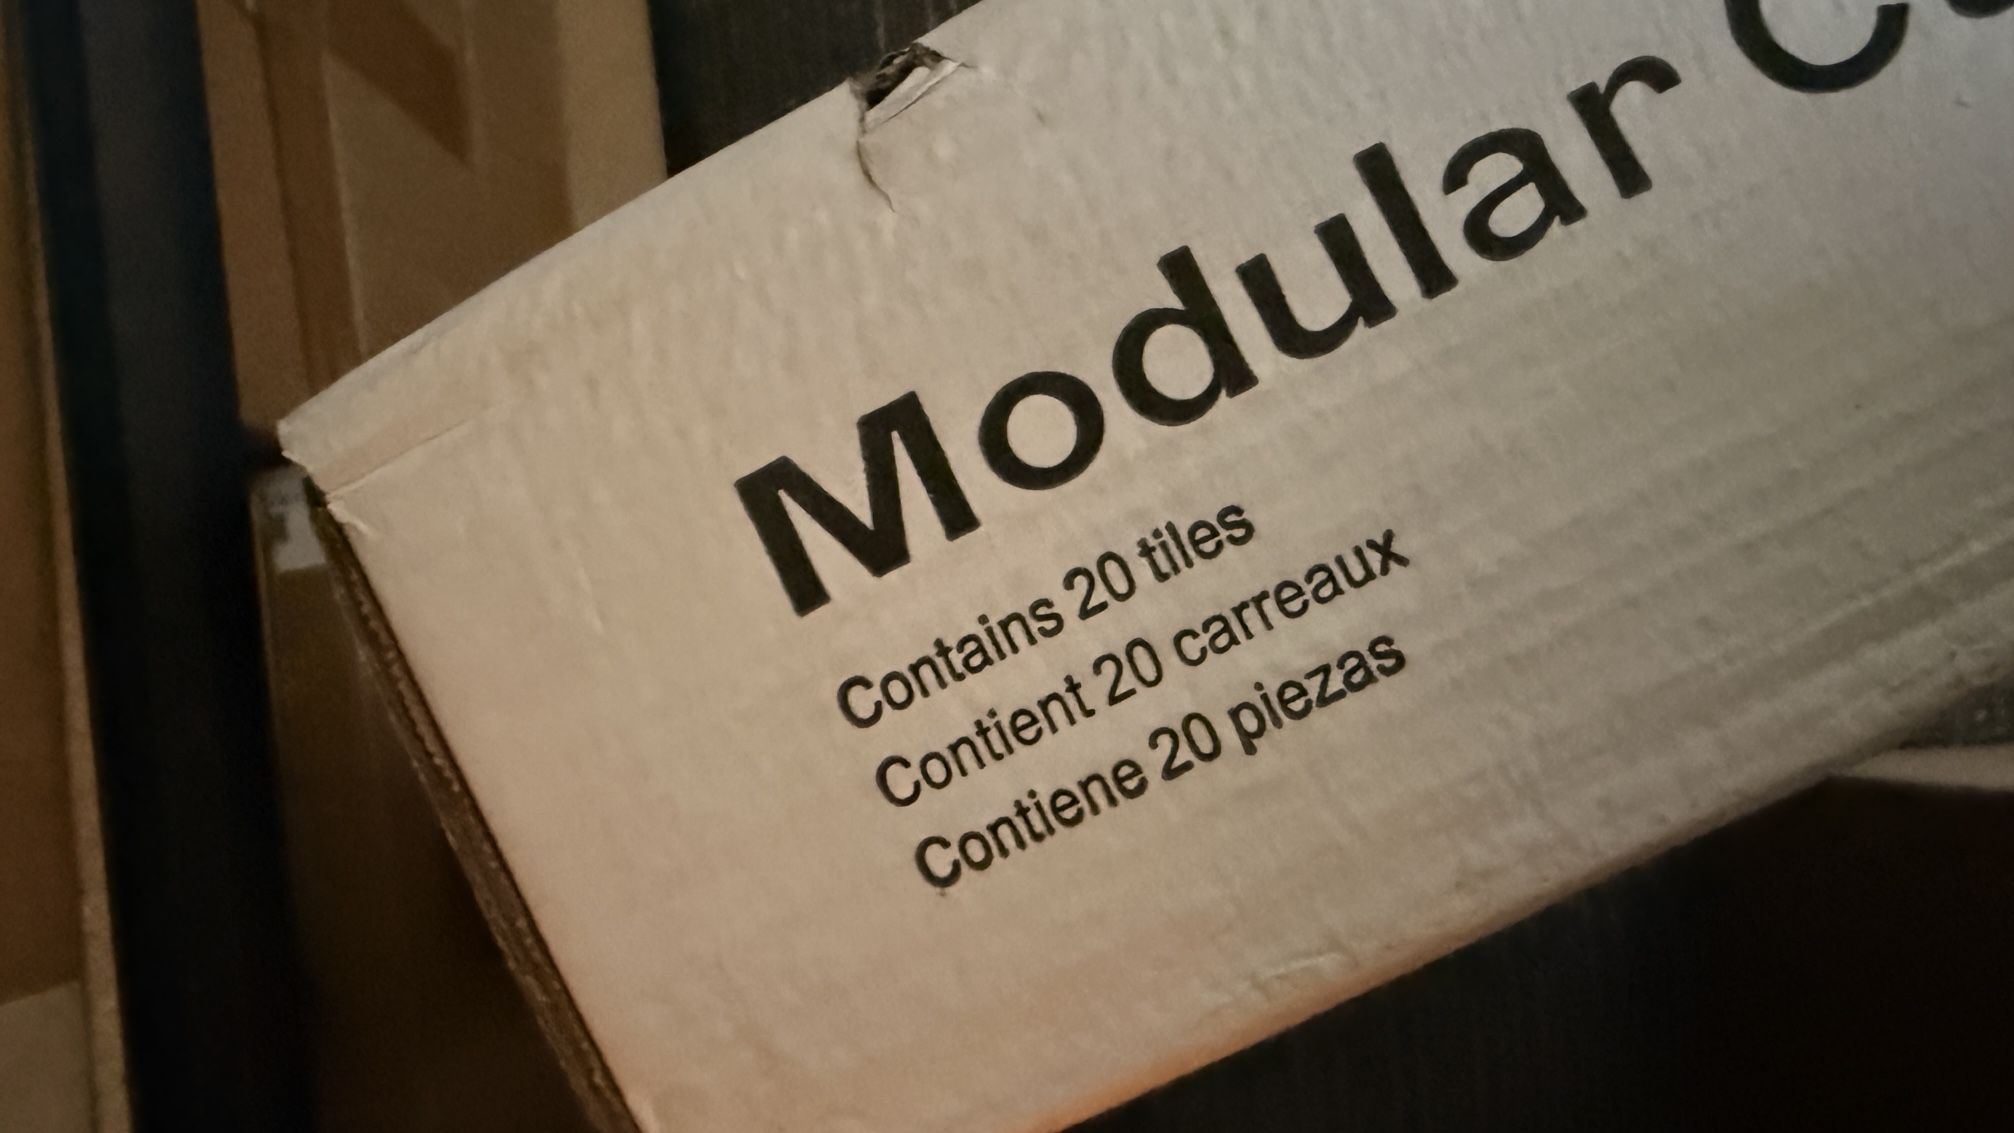 Modular
Contains 20 tiles
Contient 20 carreaux
Contiene 20 piezas